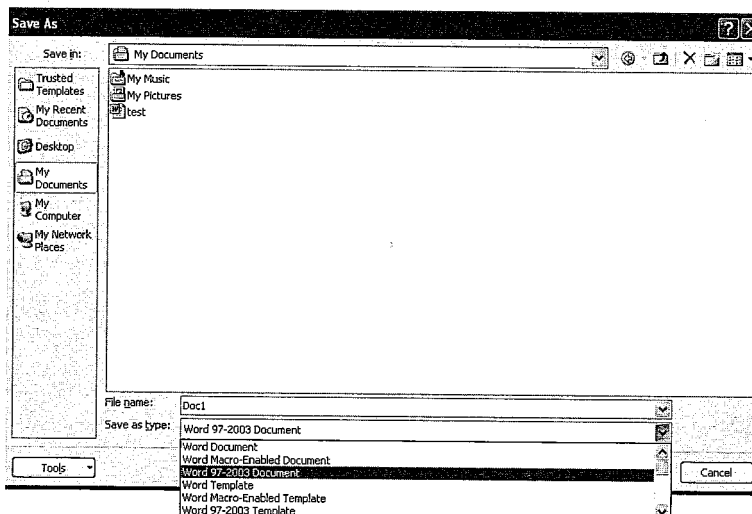 Save As
Save in:
My Documents
Trusted
Templates
My Recent
Documents
Desktop
My
Documents
My
Computer
My Network
Places
My Music
My Pictures
test
File name:
Doc1
Save as type:
Word 97-2003 Document
Word Document
Word Macro-Enabled Document
Word 97-2003 Document
Word Template
Word Macro-Enabled Template
Word 97-2003 Template
Tools
Cancel